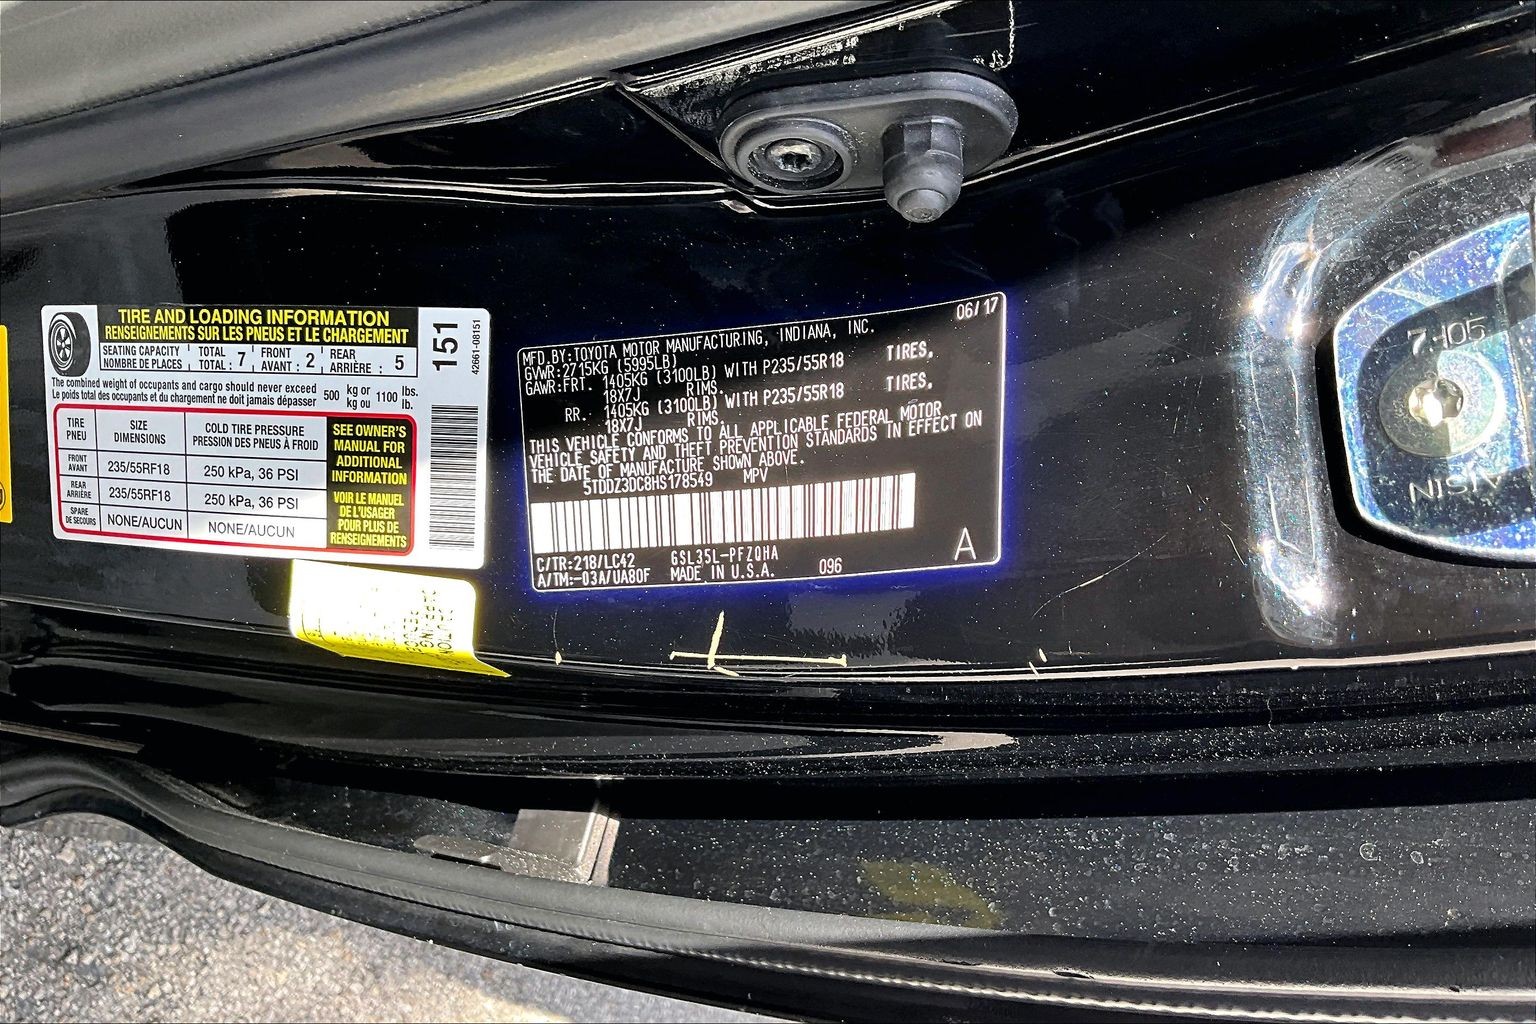 TIRE AND LOADING INFORMATION
RENSEIGNEMENTS SUR LES PNEUS ET LE CHARGEMENT
SEATING CAPACITY TOTAL : 7 FRONT : 2 REAR : 5
NOMBRE DE PLACES AVANT ARRIÈRE
The combined weight of occupants and cargo should never exceed 500 kg or 1100 lbs.
Le poids total des occupants et du chargement ne doit jamais dépasser kg ou lb.
TIRE PNEU
SIZE DIMENSIONS
COLD TIRE PRESSURE
PRESSION DES PNEUS À FROID
FRONT AVANT 235/55RF18 250 kPa, 36 PSI
REAR ARRIÈRE 235/55RF18 250 kPa, 36 PSI
SPARE DE SECOURS NONE/AUCUN NONE/AUCUN
SEE OWNER'S
MANUAL FOR
ADDITIONAL
INFORMATION
VOIR LE MANUEL
DE L'USAGER
POUR PLUS DE
RENSEIGNEMENTS
151
42661-08151
06/17
MFD.BY:TOYOTA MOTOR MANUFACTURING, INDIANA, INC.
GVWR:2715KG (5995LB)
GAWR:FRT. 1405KG (3100LB) WITH P235/55R18 TIRES,
18X7J RIMS.
RR. 1405KG (3100LB) WITH P235/55R18 TIRES,
18X7J RIMS.
THIS VEHICLE CONFORMS TO ALL APPLICABLE FEDERAL MOTOR
VEHICLE SAFETY AND THEFT PREVENTION STANDARDS IN EFFECT ON
THE DATE OF MANUFACTURE SHOWN ABOVE.
5TDDZ3DC8HS178549 MPV
C/TR:218/LC42 GSL35L-PFZQHA
A/TM:-03A/UA80F MADE IN U.S.A. 096 A
7H05
AISIN